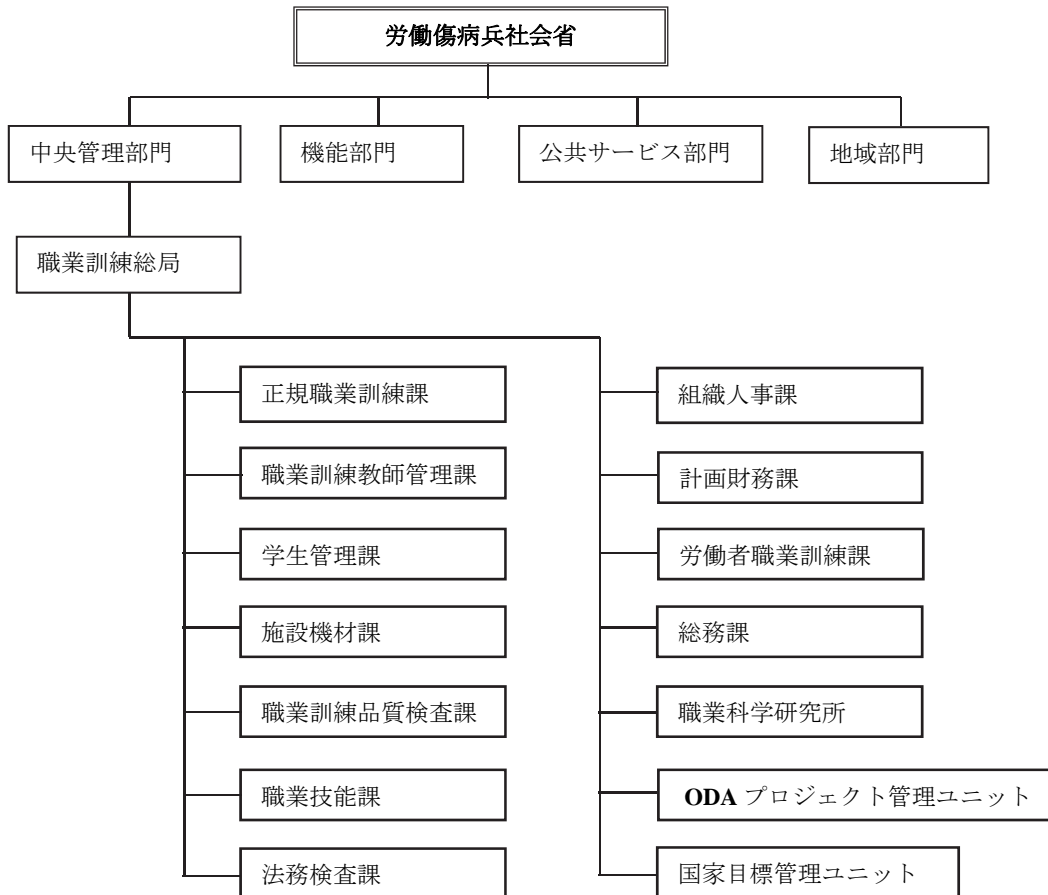 労働傷病兵社会省
中央管理部門
機能部門
公共サービス部門
地域部門
職業訓練総局
正規職業訓練課
職業訓練教師管理課
学生管理課
施設機材課
職業訓練品質検査課
職業技能課
法務検査課
組織人事課
計画財務課
労働者職業訓練課
総務課
職業科学研究所
ODA プロジェクト管理ユニット
国家目標管理ユニット